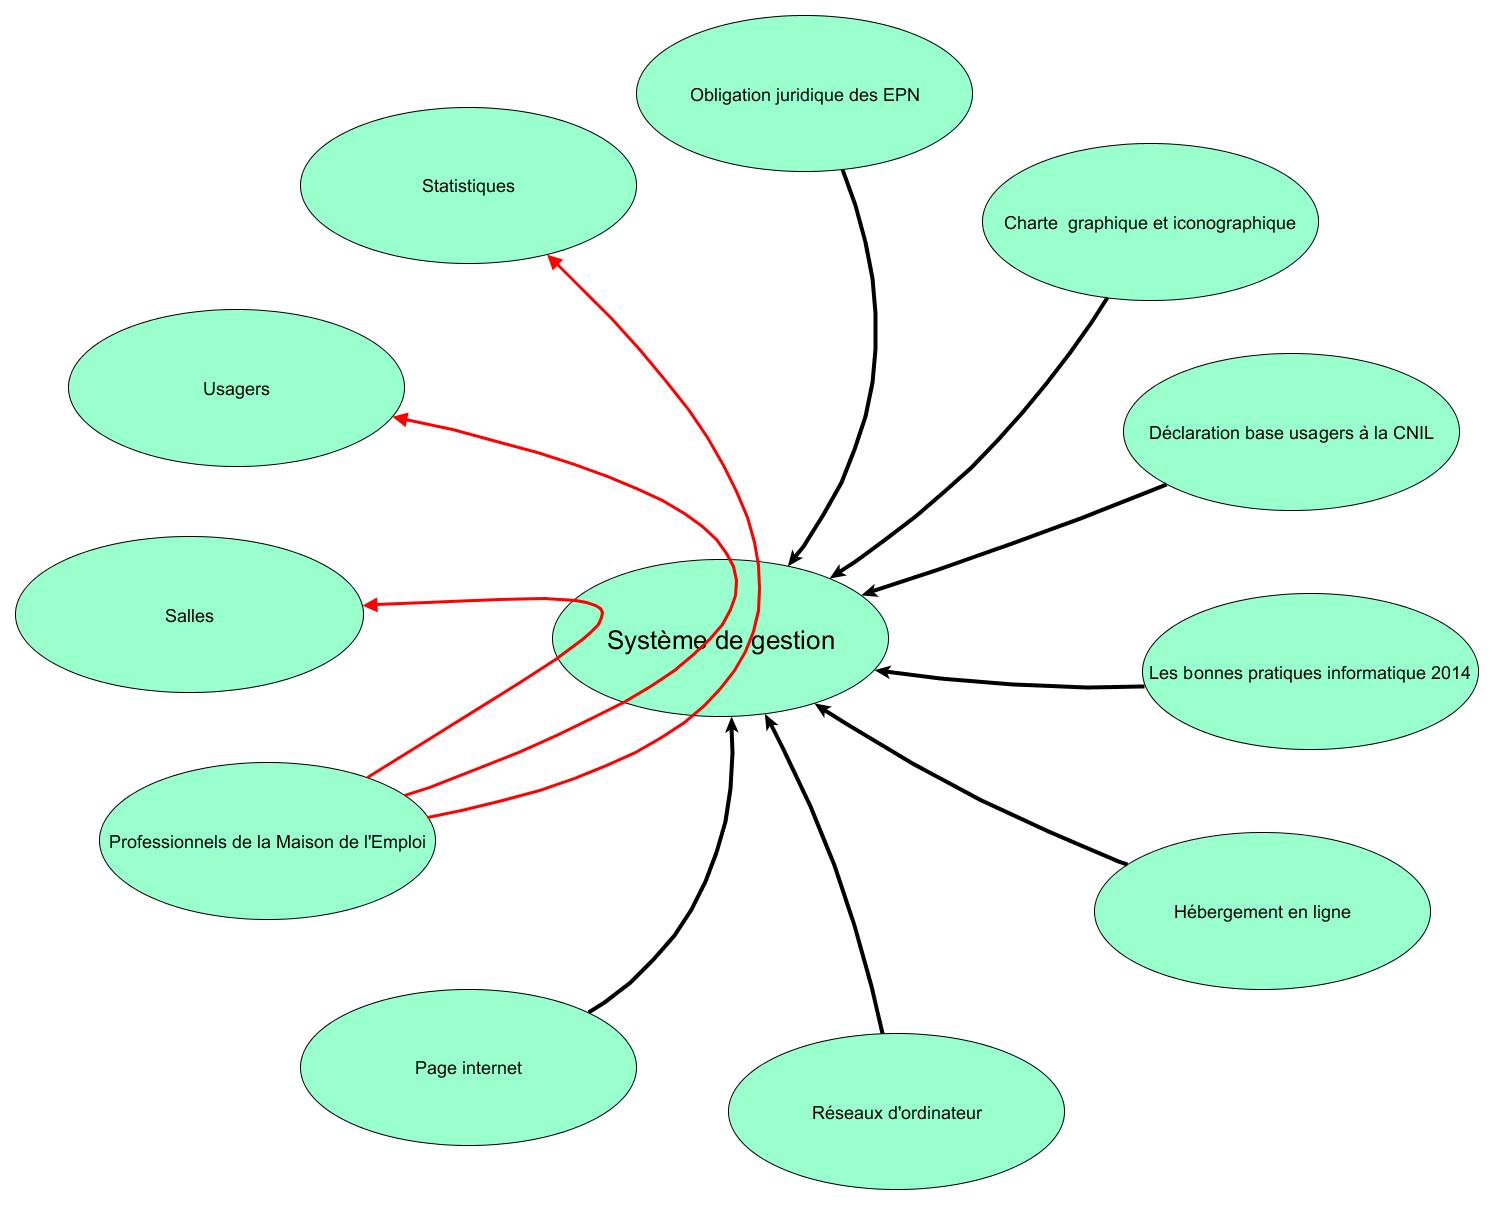 Obligation juridique des EPN
Statistiques
Charte  graphique et iconographique
Usagers
Déclaration base usagers à la CNIL
Salles
Système de gestion
Les bonnes pratiques informatique 2014
Professionnels de la Maison de l'Emploi
Hébergement en ligne
Page internet
Réseaux d'ordinateur